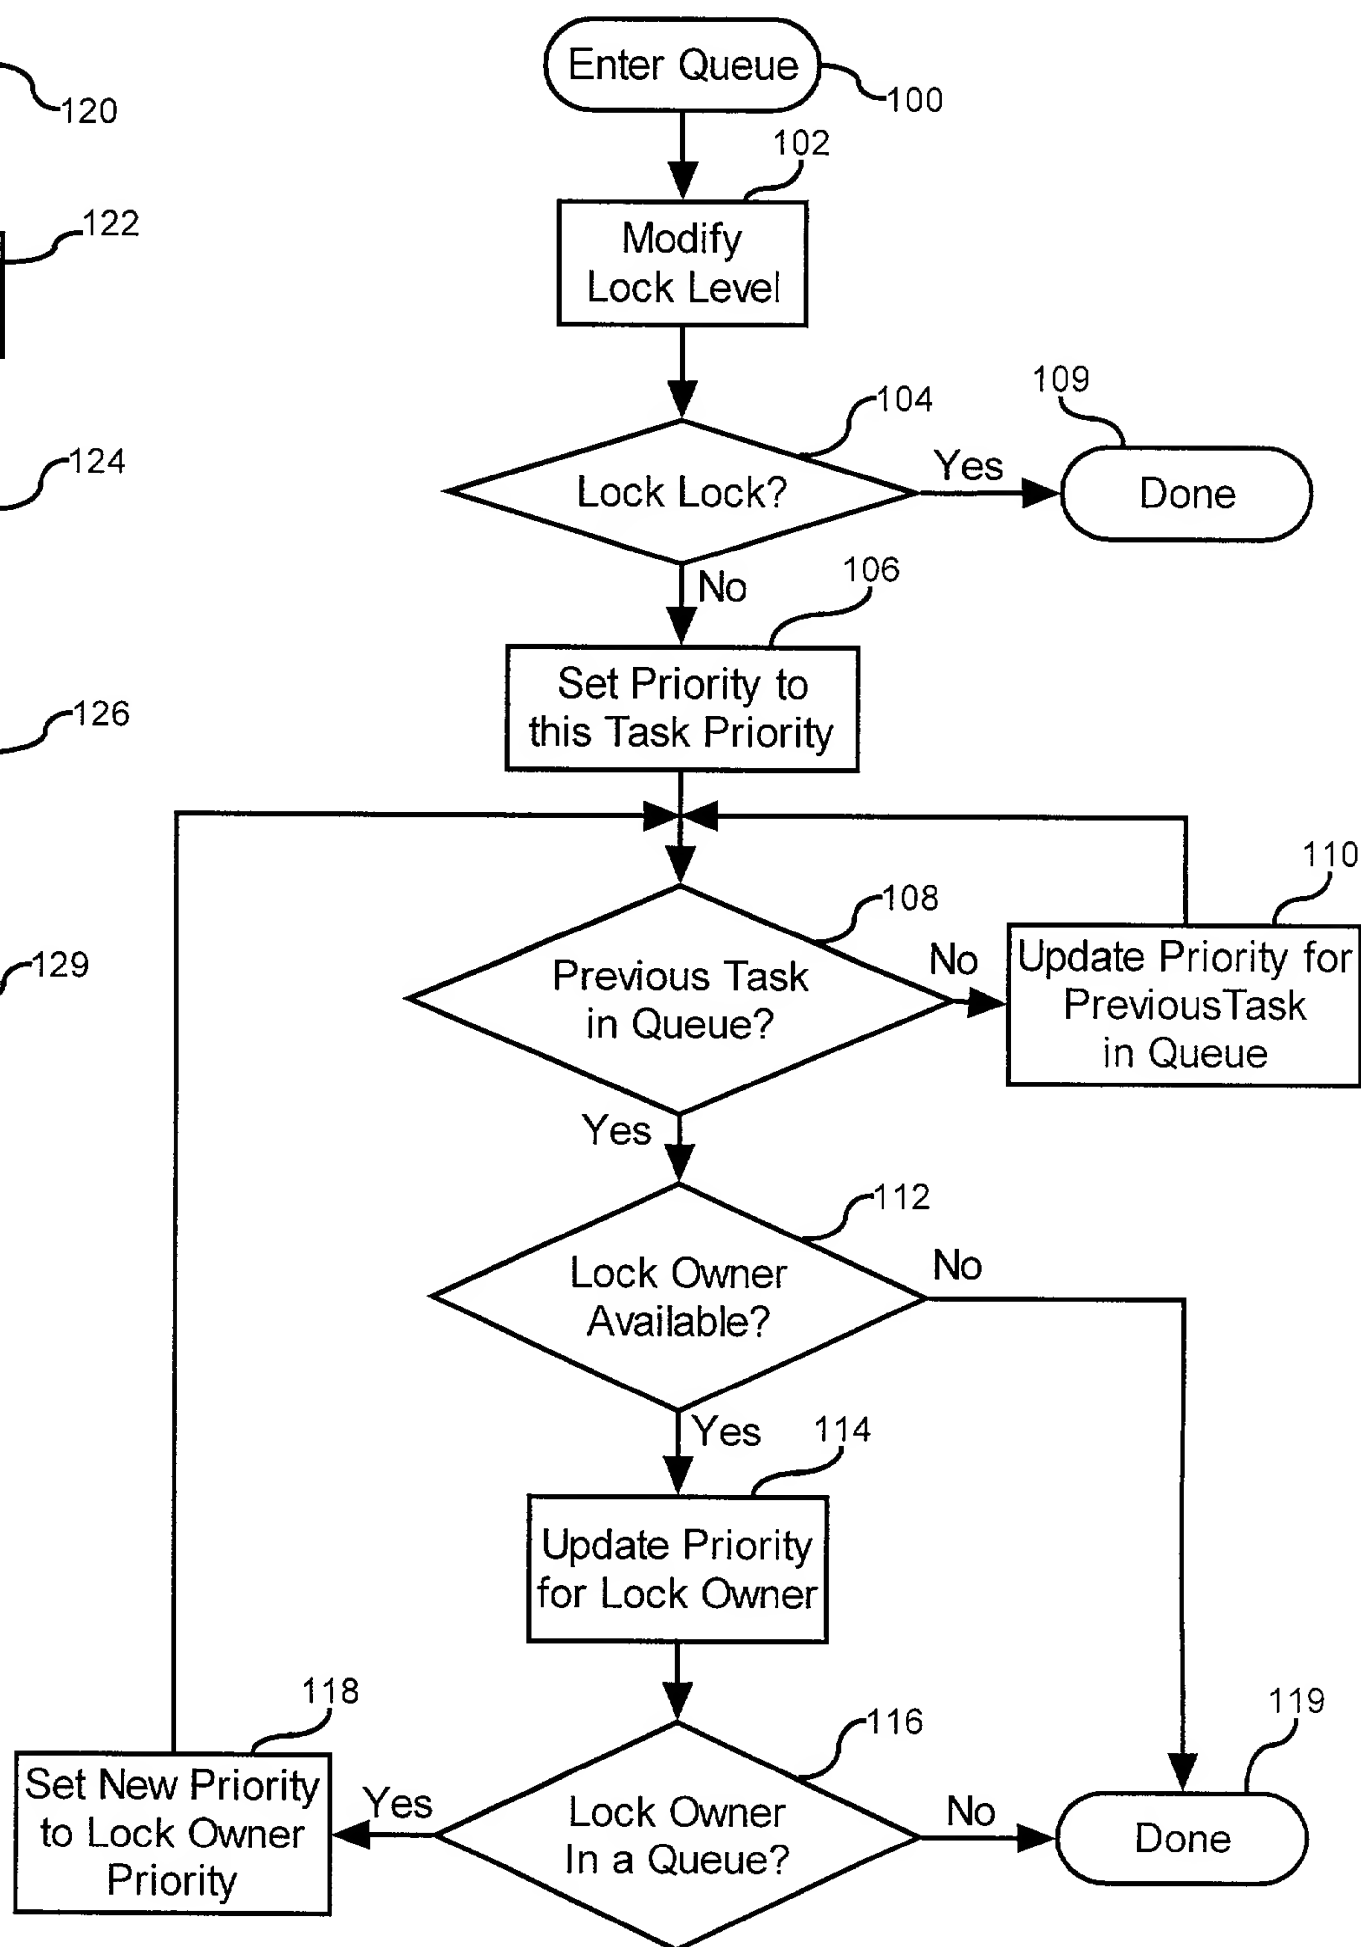 Enter Queue
100
120
102
122
Modify
Lock Level
109
104
Yes
124
Lock Lock?
Done
106
No
Set Priority to
this Task Priority
126
110
108
No
Update Priority for
PreviousTask
in Queue
129
Previous Task
in Queue?
Yes
112
No
Lock Owner
Available?
Yes
114
Update Priority
for Lock Owner
118
119
116
Set New Priority
to Lock Owner
Priority
Yes
Lock Owner
In a Queue?
No
Done